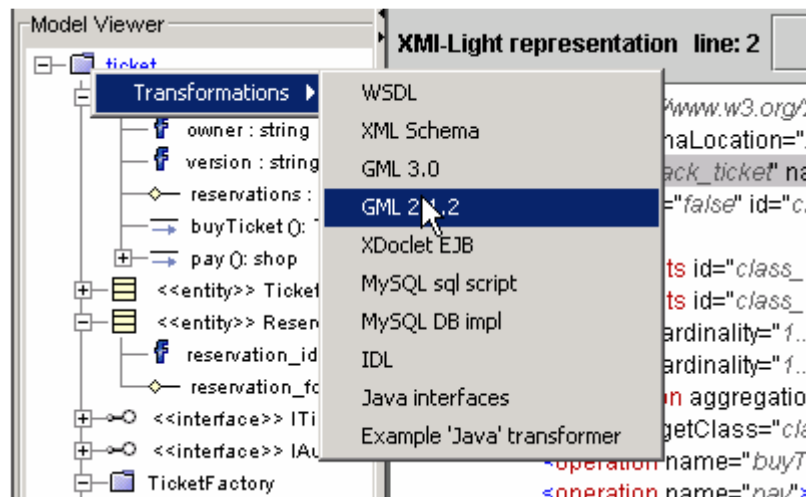 Model Viewer
XMI-Light representation line: 2
ticket
Transformations
WSDL
XML Schema
GML 3.0
GML 2.1.2
XDoclet EJB
MySQL sql script
MySQL DB impl
IDL
Java interfaces
Example 'Java' transformer
owner : string
version : string
reservations :
buyTicket ():
pay (): shop
<<entity>> Ticket
<<entity>> Reser
reservation_id
reservation_fo
<<interface>> ITi
<<interface>> IAu
TicketFactory
/www.w3.org/
naLocation="
ack_ticket" na
="false" id="c
ts id="class_
ts id="class_
ardinality="1..
ardinality="1..
n aggregatio
getClass="cla
<operation name="buyT
<operation name="pay">